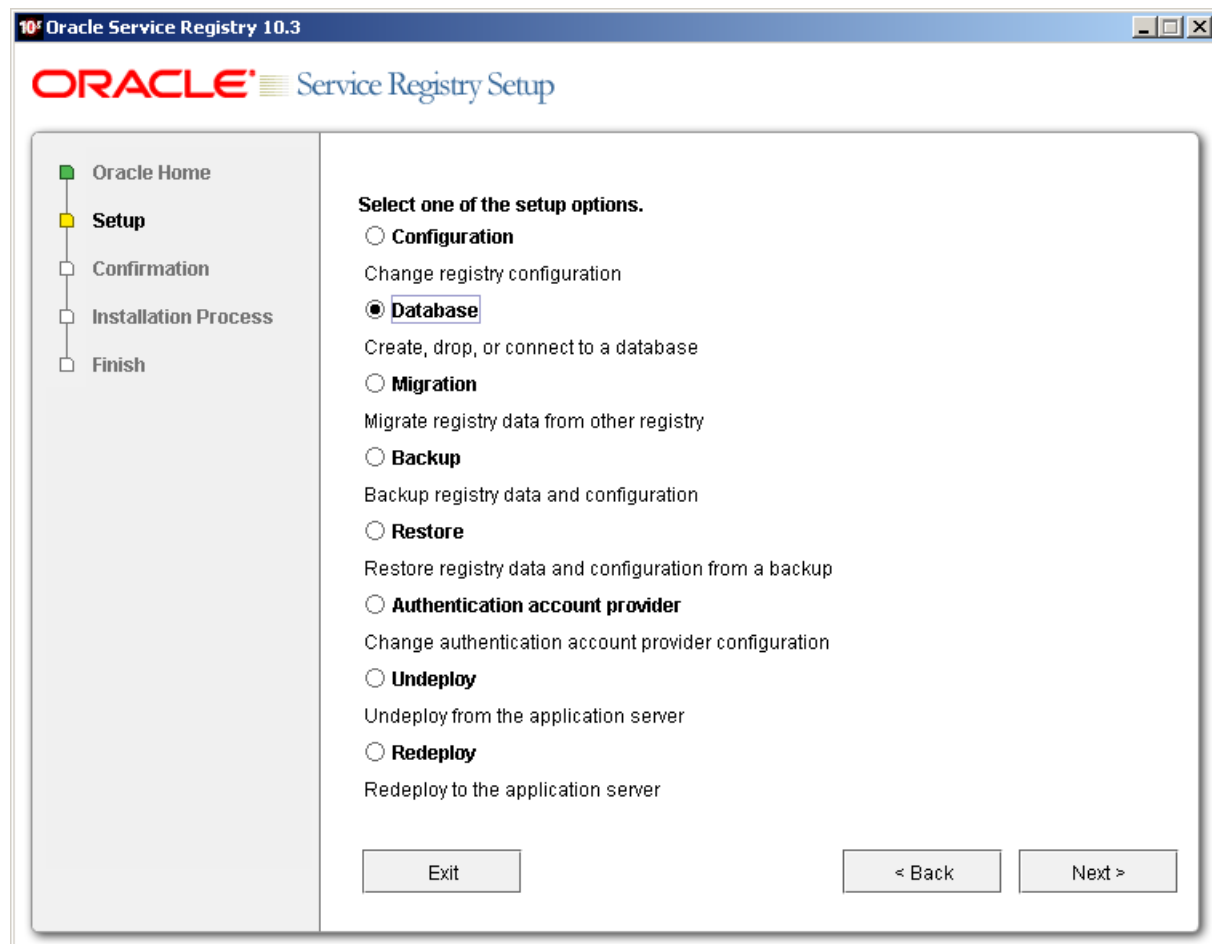 10g Oracle Service Registry 10.3
ORACLE Service Registry Setup
Oracle Home
Setup
Confirmation
Installation Process
Finish
Select one of the setup options.
Configuration
Change registry configuration
Database
Create, drop, or connect to a database
Migration
Migrate registry data from other registry
Backup
Backup registry data and configuration
Restore
Restore registry data and configuration from a backup
Authentication account provider
Change authentication account provider configuration
Undeploy
Undeploy from the application server
Redeploy
Redeploy to the application server
Exit
< Back
Next >